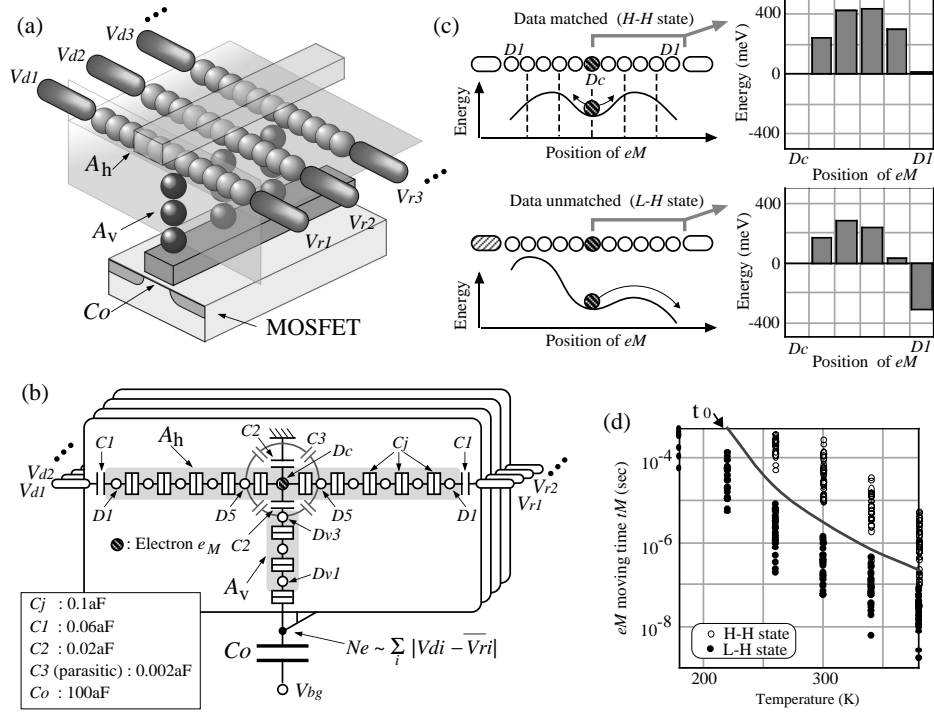 (a)
Vd3
Vd2
Vd1
Ah
Av
Vr3
Vr2
Vr1
Co
MOSFET
(c)
Data matched (H-H state)
D1
D1
Dc
Energy
Position of eM
Energy (meV)
400
0
-400
Dc
D1
Position of eM
Data unmatched (L-H state)
Energy
Position of eM
Energy (meV)
400
0
-400
Dc
D1
Position of eM
(b)
C1
Ah
C2
C3
Dc
Cj
C1
Vd2
Vd1
Vr2
Vr1
D1
D5
D5
D1
C2
Dv3
: Electron eM
Av
Dv1
Cj : 0.1aF
C1 : 0.06aF
C2 : 0.02aF
C3 (parasitic) : 0.002aF
Co : 100aF
Co
Ne ~ Σi |Vdi − V̅r̅i̅|
Vbg
(d)
t0
eM moving time tM (sec)
10-4
10-6
10-8
H-H state
L-H state
200
300
Temperature (K)